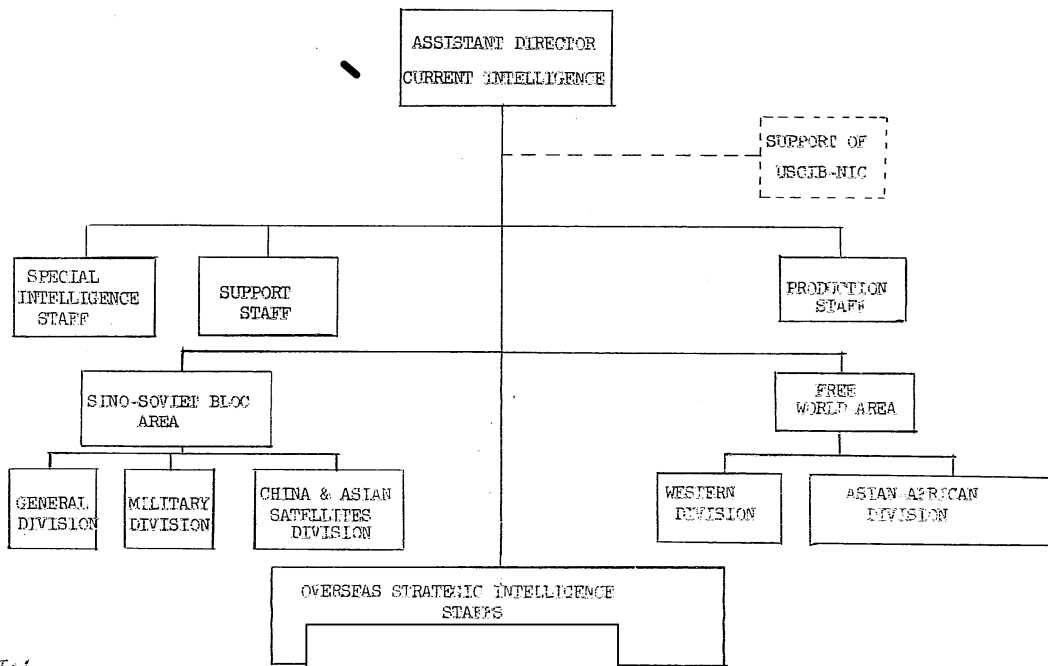 ASSISTANT DIRECTOR
CURRENT INTELLIGENCE
SUPPORT OF
USCIB-NIC
SPECIAL
INTELLIGENCE
STAFF
SUPPORT
STAFF
PRODUCTION
STAFF
SINO-SOVIET BLOC
AREA
FREE
WORLD AREA
GENERAL
DIVISION
MILITARY
DIVISION
CHINA & ASIAN
SATELLITES
DIVISION
WESTERN
DIVISION
ASIAN-AFRICAN
DIVISION
OVERSEAS STRATEGIC INTELLIGENCE
STAFFS